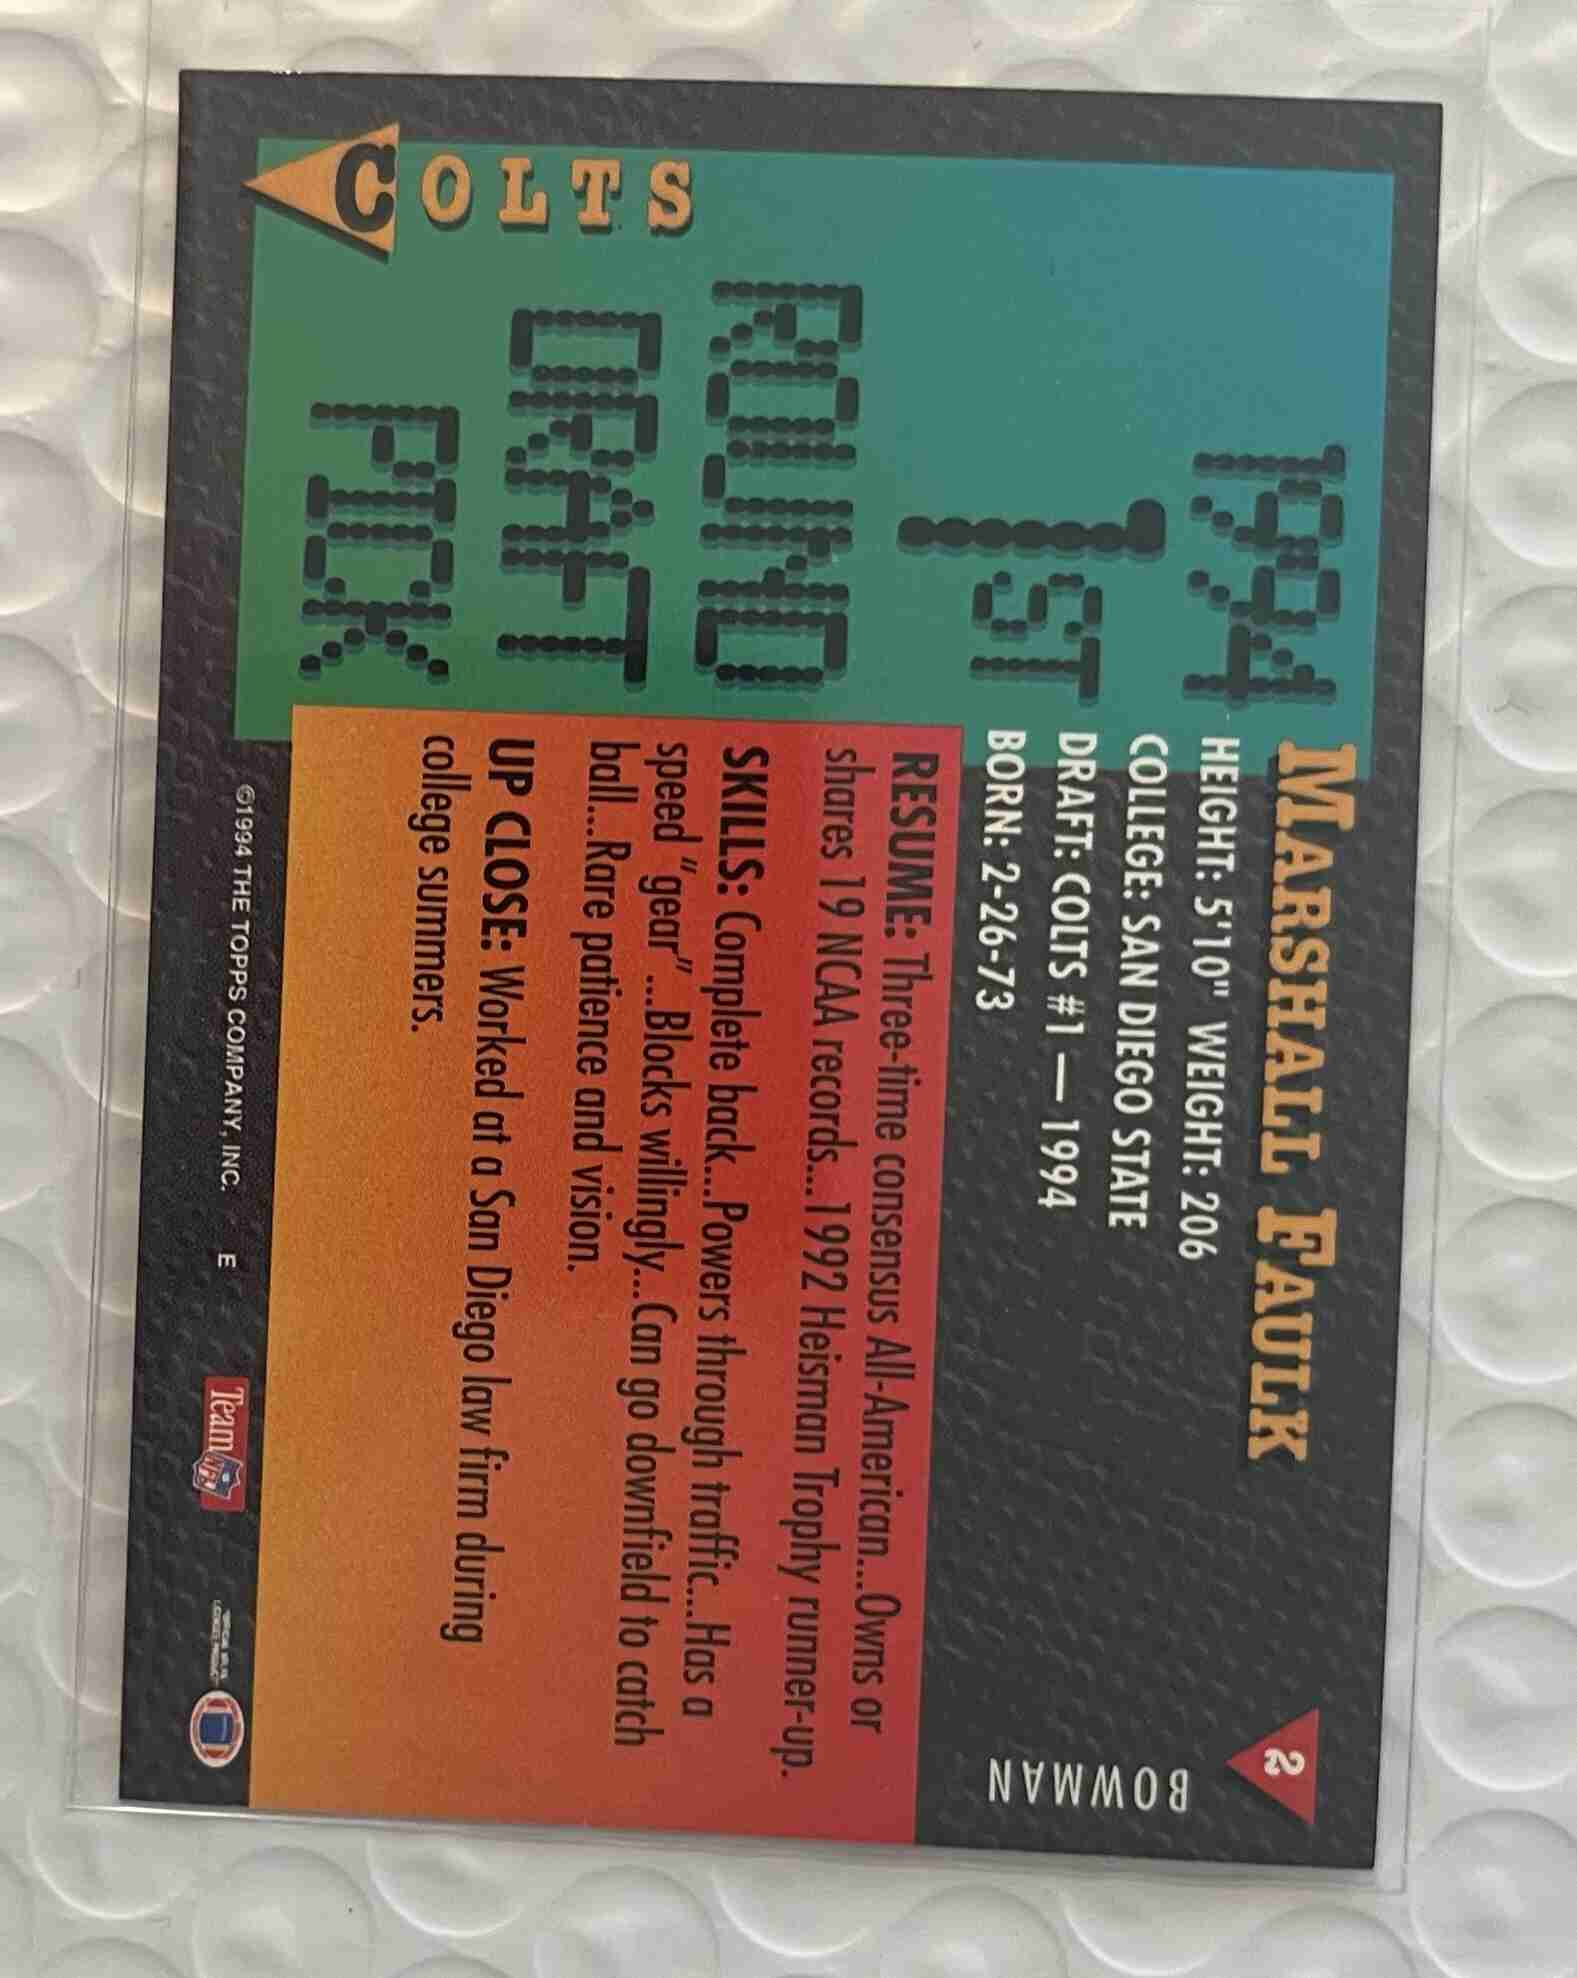 MARSHALL FAULK
HEIGHT: 5'10" WEIGHT: 206
COLLEGE: SAN DIEGO STATE
DRAFT: COLTS #1 — 1994
BORN: 2-26-73
2
BOWMAN
1994
1ST
ROUND
DRAFT
PICK
COLTS
RESUME: Three-time consensus All-American...Owns or
shares 19 NCAA records...1992 Heisman Trophy runner-up.
SKILLS: Complete back...Powers through traffic...Has a
speed "gear"...Blocks willingly...Can go downfield to catch
ball...Rare patience and vision.
UP CLOSE: Worked at a San Diego law firm during
college summers.
©1994 THE TOPPS COMPANY, INC. E
Team NFL